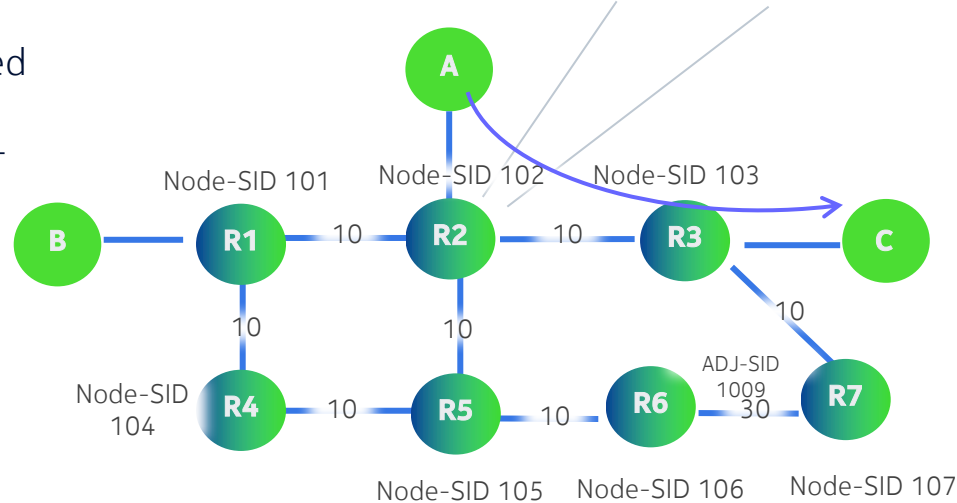 ed
A
Node-SID 101
Node-SID 102
Node-SID 103
B
R1
10
R2
10
R3
C
10
10
10
ADJ-SID
1009
Node-SID
104
R4
10
R5
10
R6
30
R7
Node-SID 105
Node-SID 106
Node-SID 107